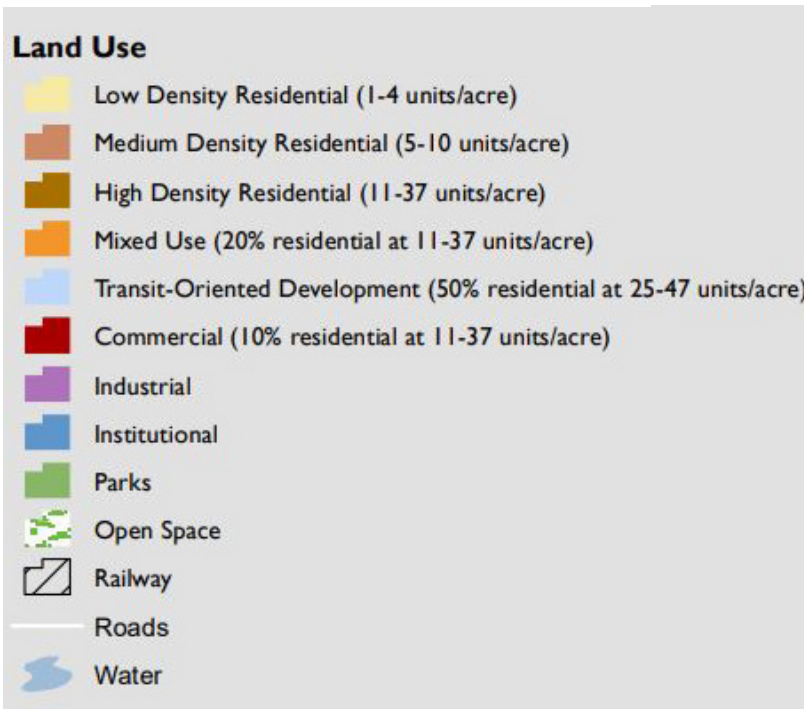 Land Use
Low Density Residential (1-4 units/acre)
Medium Density Residential (5-10 units/acre)
High Density Residential (11-37 units/acre)
Mixed Use (20% residential at 11-37 units/acre)
Transit-Oriented Development (50% residential at 25-47 units/acre)
Commercial (10% residential at 11-37 units/acre)
Industrial
Institutional
Parks
Open Space
Railway
Roads
Water